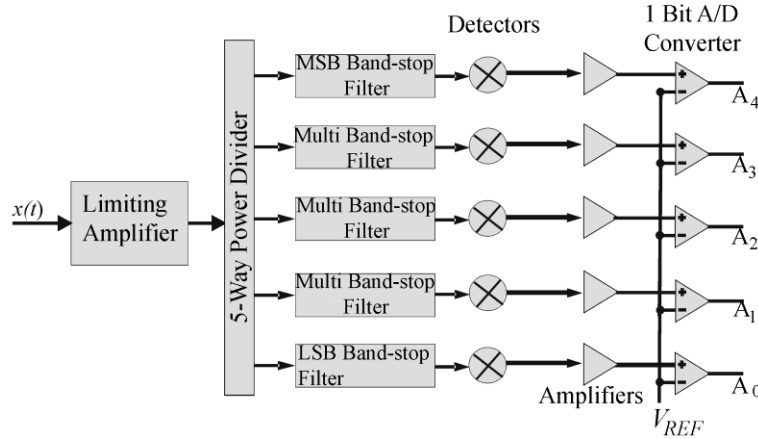 1 Bit A/D
Converter
Detectors
MSB Band-stop
Filter
A4
Multi Band-stop
Filter
A3
x(t)
Limiting
Amplifier
5-Way Power Divider
Multi Band-stop
Filter
A2
Multi Band-stop
Filter
A1
LSB Band-stop
Filter
A0
Amplifiers
VREF